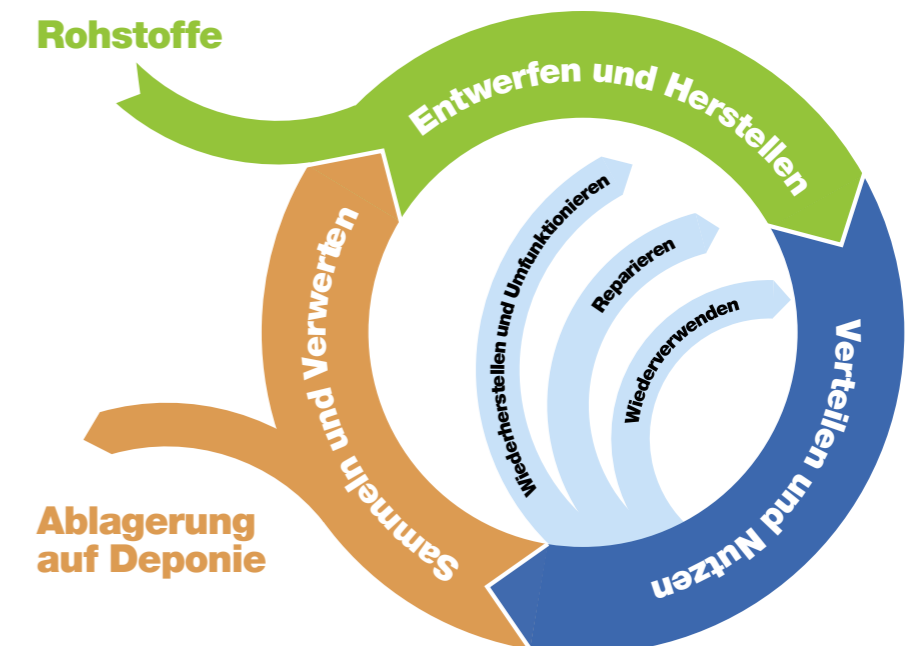 Rohstoffe
Entwerfen und Herstellen
Wiederherstellen und Umfunktionieren
Reparieren
Wiederverwenden
Verteilen und Nutzen
Sammeln und Verwerten
Ablagerung
auf Deponie